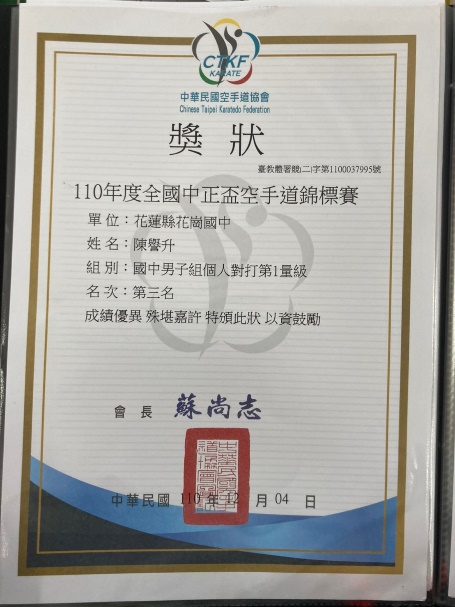 CTKF
KARATE
中華民國空手道協會
Chinese Taipei Karatedo Federation
獎狀
臺教體署競(二)字第1100037995號
110年度全國中正盃空手道錦標賽
單位：花蓮縣花崗國中
姓名：陳譽升
組別：國中男子組個人對打第1量級
名次：第三名
成績優異 殊堪嘉許 特頒此狀 以資鼓勵
會長 蘇尚志
中華民國 110 年 12 月 04 日